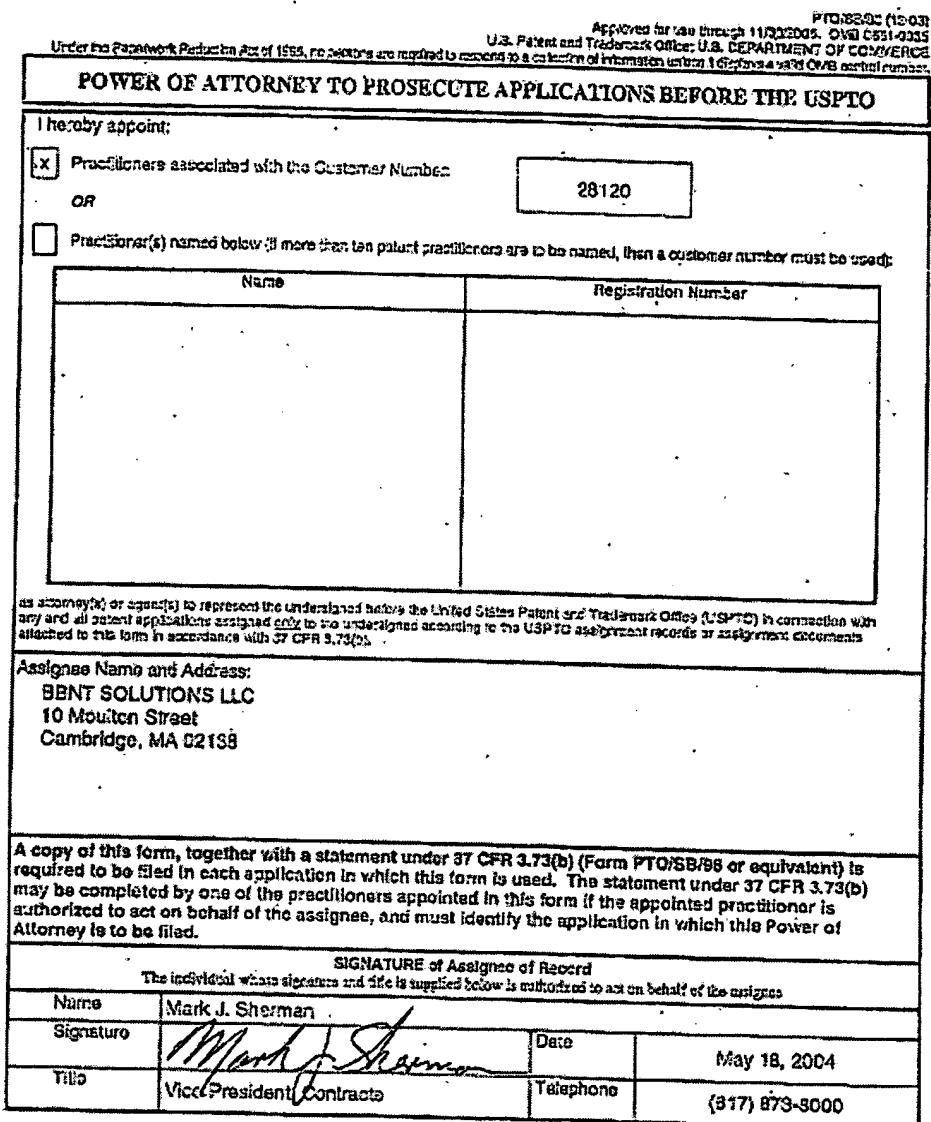 PTO/SB/80 (12-03)
Approved for use through 11/30/2005. OMB 0651-0035
U.S. Patent and Trademark Office; U.S. DEPARTMENT OF COMMERCE
Under the Paperwork Reduction Act of 1995, no persons are required to respond to a collection of information unless it displays a valid OMB control number.
POWER OF ATTORNEY TO PROSECUTE APPLICATIONS BEFORE THE USPTO
I hereby appoint:
x Practitioners associated with the Customer Number: 28120
OR
Practitioner(s) named below (if more than ten patent practitioners are to be named, then a customer number must be used):
Name Registration Number
as attorney(s) or agent(s) to represent the undersigned before the United States Patent and Trademark Office (USPTO) in connection with
any and all patent applications assigned only to the undersigned according to the USPTO assignment records or assignment documents
attached to this form in accordance with 37 CFR 3.73(b).
Assignee Name and Address:
BBNT SOLUTIONS LLC
10 Moulton Street
Cambridge, MA 02138
A copy of this form, together with a statement under 37 CFR 3.73(b) (Form PTO/SB/96 or equivalent) is
required to be filed in each application in which this form is used. The statement under 37 CFR 3.73(b)
may be completed by one of the practitioners appointed in this form if the appointed practitioner is
authorized to act on behalf of the assignee, and must identify the application in which this Power of
Attorney is to be filed.
SIGNATURE of Assignee of Record
The individual whose signature and title is supplied below is authorized to act on behalf of the assignee
Name Mark J. Sherman
Signature Mark J Sherman Date May 18, 2004
Title Vice President, Contracts Telephone (617) 873-8000